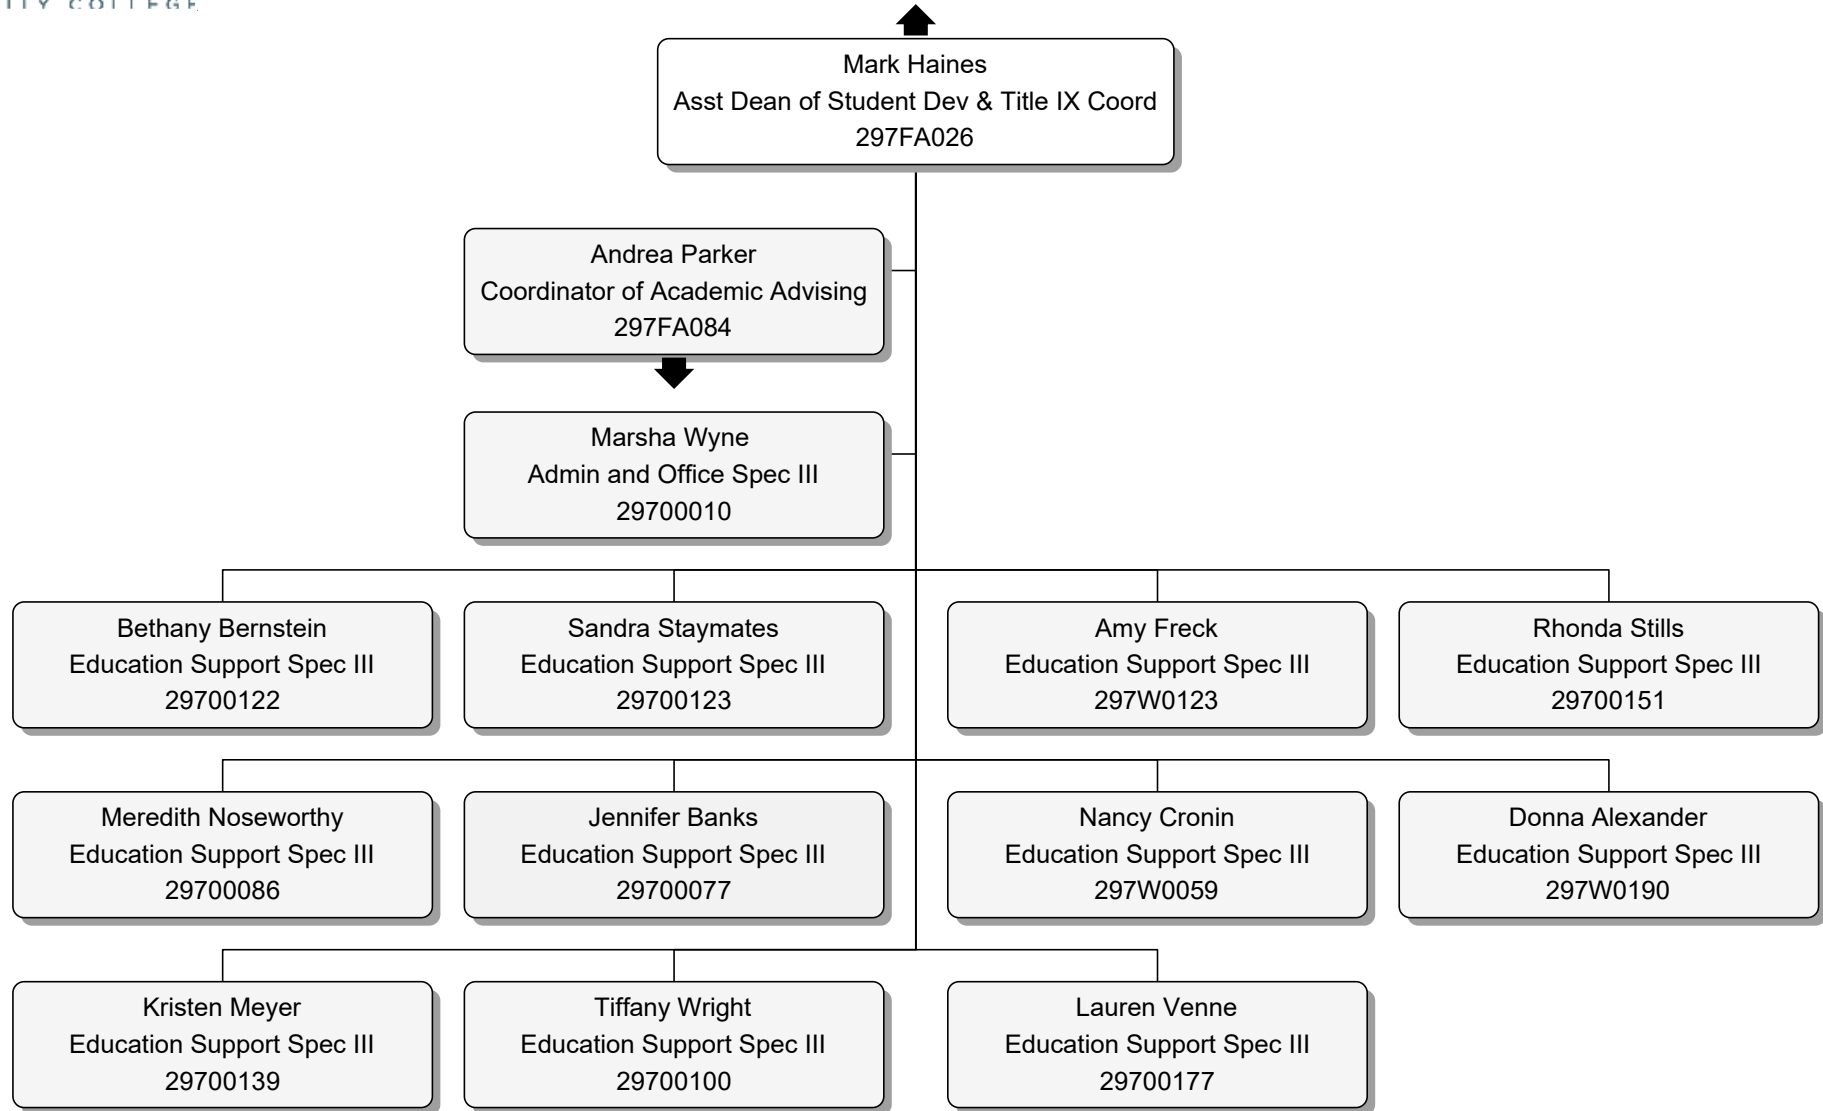 COLLEGE
Mark Haines
Asst Dean of Student Dev & Title IX Coord
297FA026
Andrea Parker
Coordinator of Academic Advising
297FA084
Marsha Wyne
Admin and Office Spec III
29700010
Bethany Bernstein
Education Support Spec III
29700122
Sandra Staymates
Education Support Spec III
29700123
Amy Freck
Education Support Spec III
297W0123
Rhonda Stills
Education Support Spec III
29700151
Meredith Noseworthy
Education Support Spec III
29700086
Jennifer Banks
Education Support Spec III
29700077
Nancy Cronin
Education Support Spec III
297W0059
Donna Alexander
Education Support Spec III
297W0190
Kristen Meyer
Education Support Spec III
29700139
Tiffany Wright
Education Support Spec III
29700100
Lauren Venne
Education Support Spec III
29700177